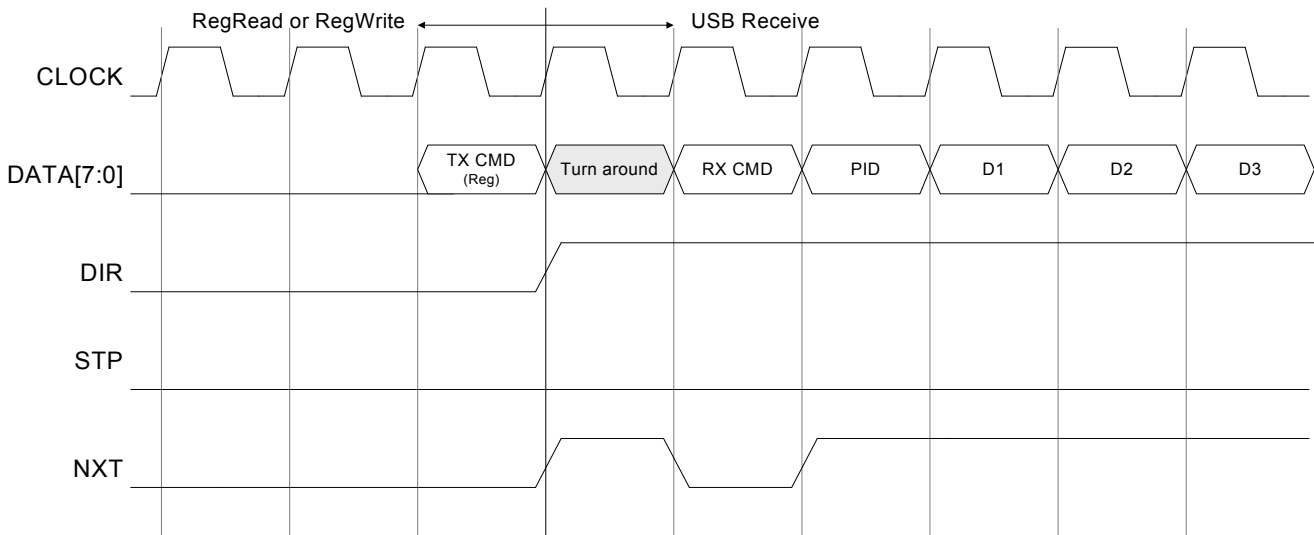 RegRead or RegWrite USB Receive
CLOCK
DATA[7:0] TX CMD Turn around RX CMD PID D1 D2 D3
(Reg)
DIR
STP
NXT